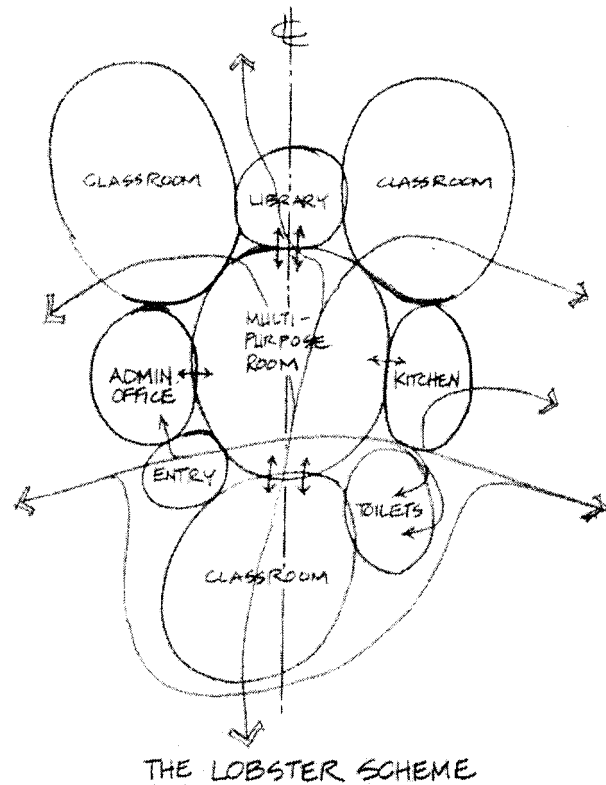 ℄
CLASSROOM
LIBRARY
CLASSROOM
MULTI-
PURPOSE
ROOM
ADMIN.
OFFICE
KITCHEN
ENTRY
TOILETS
CLASSROOM
THE LOBSTER SCHEME